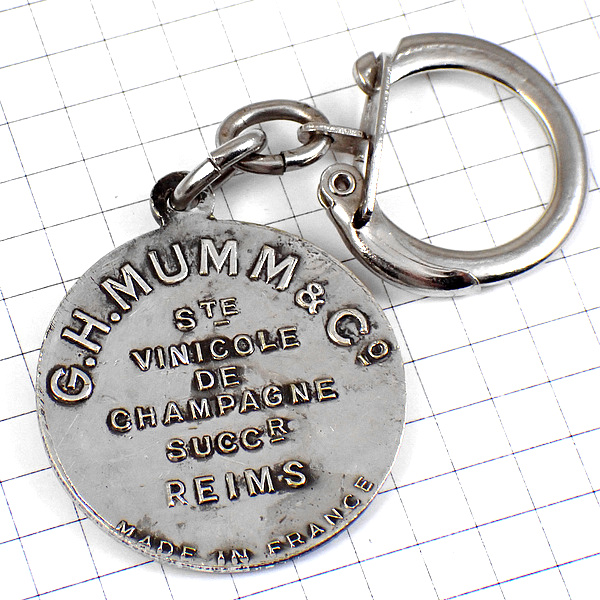 G.H.MUMM & Cº
STE
VINICOLE
DE
CHAMPAGNE
SUCCR
REIMS
MADE IN FRANCE